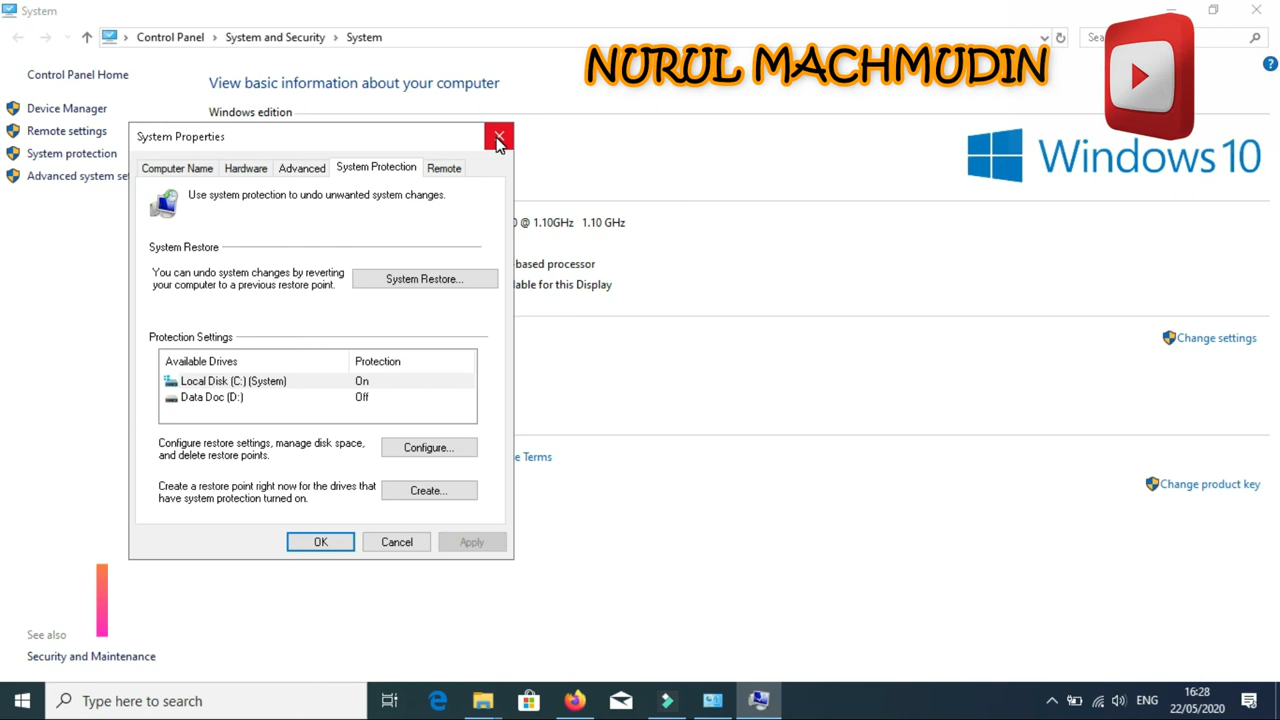 System
Control Panel
System and Security
System
Sea
NURUL MACHMUDIN
Control Panel Home
View basic information about your computer
Device Manager
Windows edition
Remote settings
System protection
Advanced system se
System Properties
Computer Name
Hardware
Advanced
System Protection
Remote
Use system protection to undo unwanted system changes.
System Restore
You can undo system changes by reverting
your computer to a previous restore point.
System Restore...
Protection Settings
Available Drives
Protection
Local Disk (C:) (System)
On
Data Doc (D:)
Off
Configure restore settings, manage disk space,
and delete restore points.
Configure...
Create a restore point right now for the drives that
have system protection turned on.
Create...
OK
Cancel
Apply
Windows 10
0 @ 1.10GHz 1.10 GHz
-based processor
lable for this Display
Change settings
e Terms
Change product key
See also
Security and Maintenance
Type here to search
ENG
16:28
22/05/2020